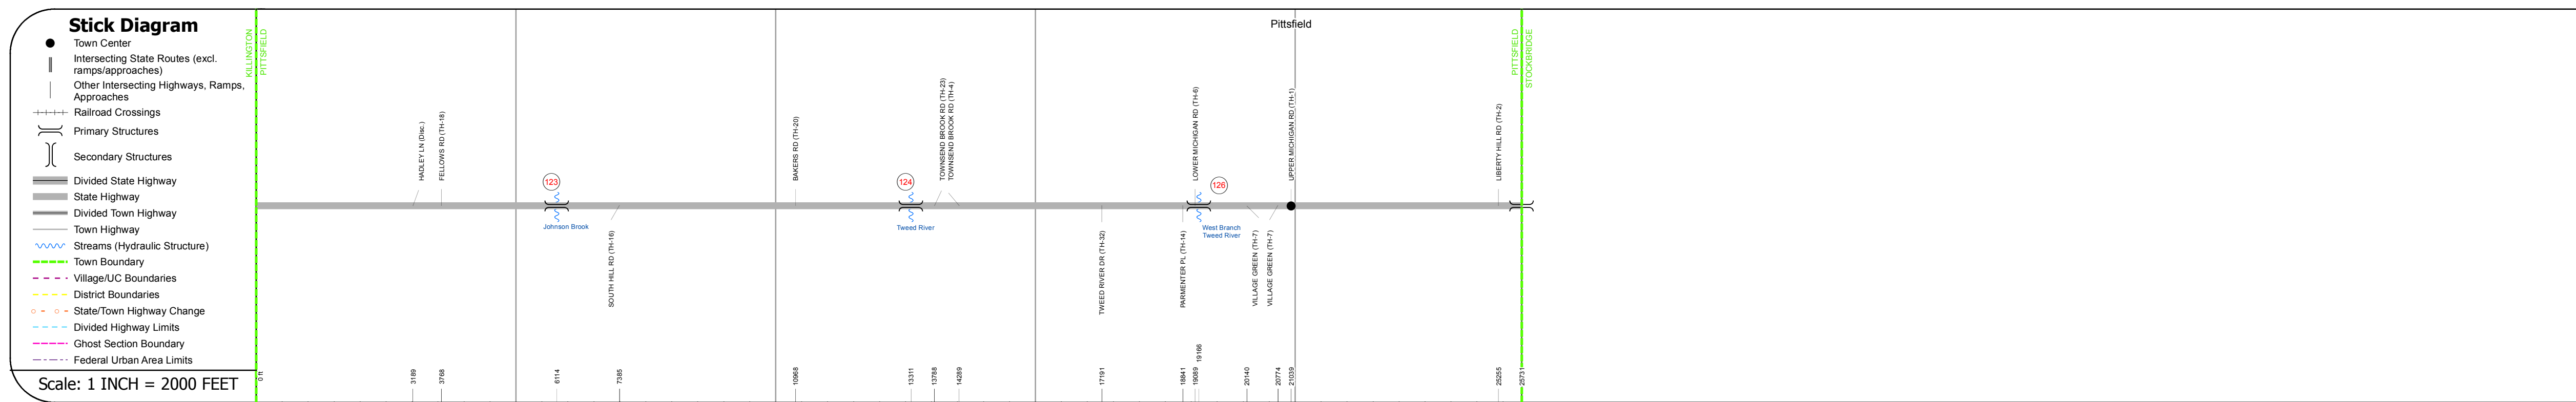 Stick Diagram
Town Center
Intersecting State Routes (excl.
ramps/approaches)
Other Intersecting Highways, Ramps,
Approaches
Railroad Crossings
Primary Structures
Secondary Structures
Divided State Highway
State Highway
Divided Town Highway
Town Highway
Streams (Hydraulic Structure)
Town Boundary
Village/UC Boundaries
District Boundaries
State/Town Highway Change
Divided Highway Limits
Ghost Section Boundary
Federal Urban Area Limits
Scale: 1 INCH = 2000 FEET
KILLINGTON
PITTSFIELD
Pittsfield
PITTSFIELD
STOCKBRIDGE
HADLEY LN (Disc.)
FELLOWS RD (TH-18)
BAKERS RD (TH-20)
TOWNSEND BROOK RD (TH-23)
TOWNSEND BROOK RD (TH-4)
LOWER MICHIGAN RD (TH-6)
UPPER MICHIGAN RD (TH-1)
LIBERTY HILL RD (TH-2)
123
124
126
Johnson Brook
Tweed River
West Branch
Tweed River
SOUTH HILL RD (TH-16)
TWEED RIVER DR (TH-32)
PARMENTER PL (TH-14)
VILLAGE GREEN (TH-7)
VILLAGE GREEN (TH-7)
0 ft
3189
3768
6114
7385
10968
13311
13788
14289
17191
18841
19089
19166
20140
20774
21039
25255
25731